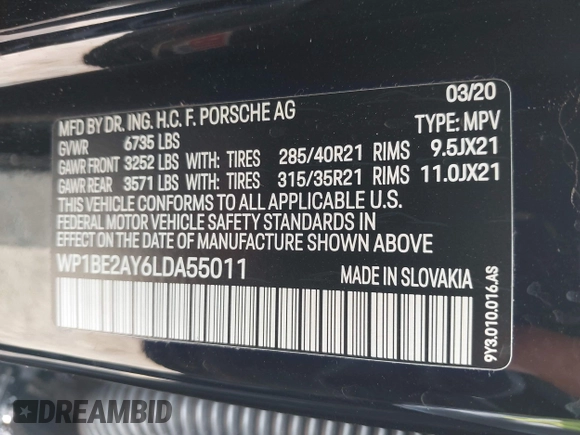 03/20
MFD BY DR. ING. H.C. F. PORSCHE AG TYPE: MPV
GVWR 6735 LBS
GAWR FRONT 3252 LBS WITH: TIRES 285/40R21 RIMS 9.5JX21
GAWR REAR 3571 LBS WITH: TIRES 315/35R21 RIMS 11.0JX21
THIS VEHICLE CONFORMS TO ALL APPLICABLE U.S.
FEDERAL MOTOR VEHICLE SAFETY STANDARDS IN
EFFECT ON THE DATE OF MANUFACTURE SHOWN ABOVE.
WP1BE2AY6LDA55011 MADE IN SLOVAKIA
9Y3.010.016.AS
DREAMBID